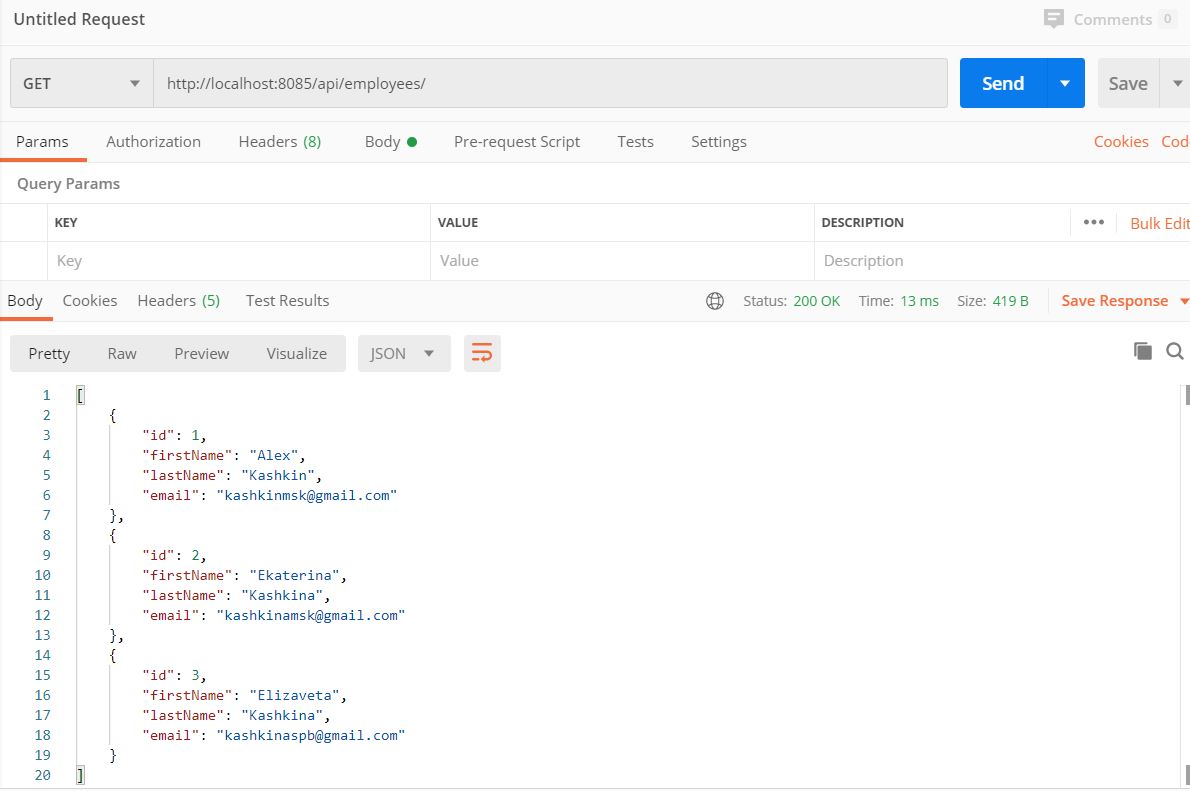 Untitled Request Comments 0
GET http://localhost:8085/api/employees/ Send Save
Params Authorization Headers (8) Body Pre-request Script Tests Settings Cookies Cod
Query Params
KEY VALUE DESCRIPTION ••• Bulk Edit
Key Value Description
Body Cookies Headers (5) Test Results Status: 200 OK Time: 13 ms Size: 419 B Save Response
Pretty Raw Preview Visualize JSON
1 [
2 {
3 "id": 1,
4 "firstName": "Alex",
5 "lastName": "Kashkin",
6 "email": "kashkinmsk@gmail.com"
7 },
8 {
9 "id": 2,
10 "firstName": "Ekaterina",
11 "lastName": "Kashkina",
12 "email": "kashkinamsk@gmail.com"
13 },
14 {
15 "id": 3,
16 "firstName": "Elizaveta",
17 "lastName": "Kashkina",
18 "email": "kashkinaspb@gmail.com"
19 }
20 ]